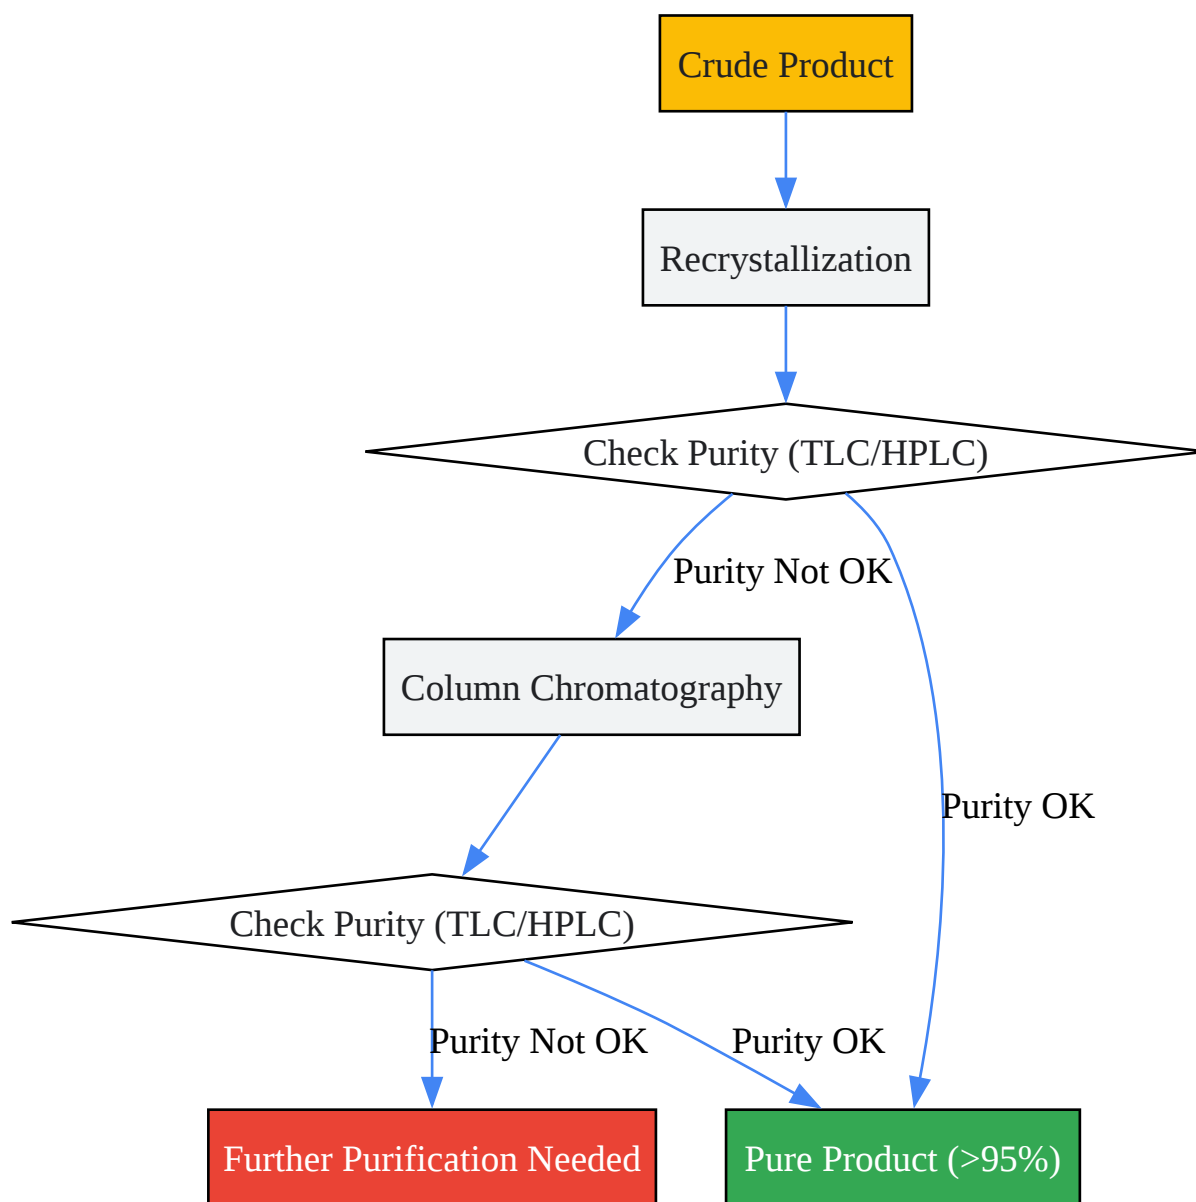 Crude Product
Recrystallization
Check Purity (TLC/HPLC)
Purity Not OK
Column Chromatography
Purity OK
Check Purity (TLC/HPLC)
Purity Not OK
Purity OK
Further Purification Needed
Pure Product (>95%)